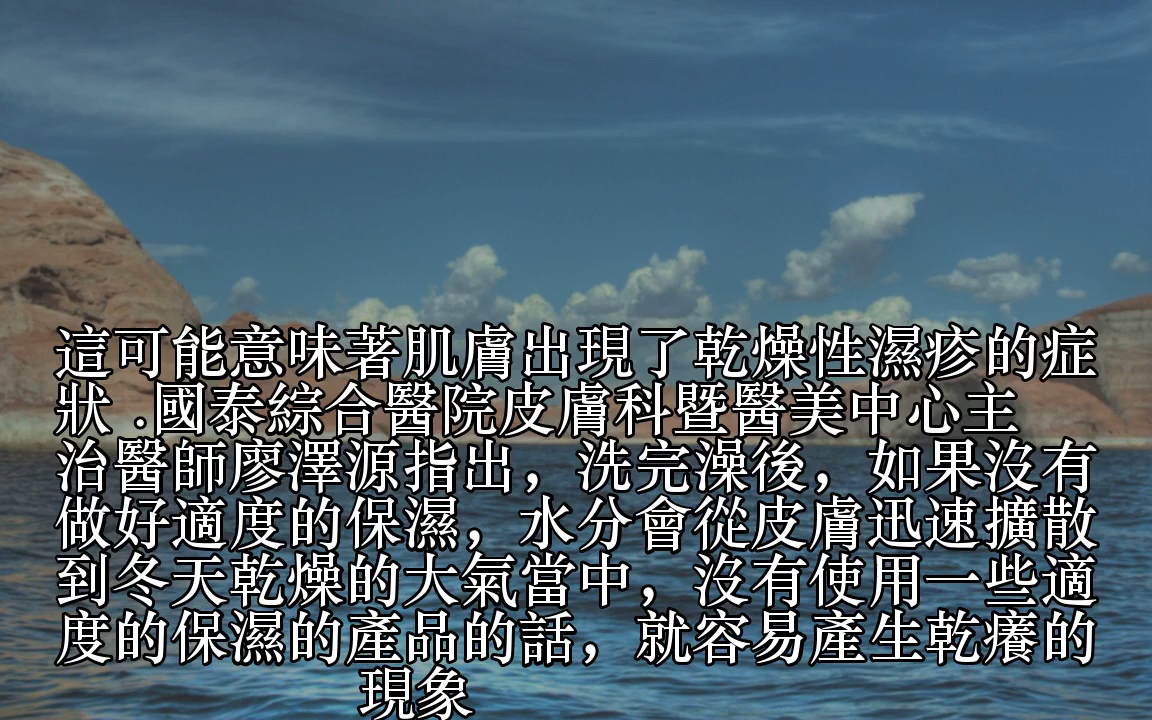 這可能意味著肌膚出現了乾燥性濕疹的症
狀 .國泰綜合醫院皮膚科暨醫美中心主
治醫師廖澤源指出，洗完澡後，如果沒有
做好適度的保濕，水分會從皮膚迅速擴散
到冬天乾燥的大氣當中，沒有使用一些適
度的保濕的產品的話，就容易產生乾癢的
現象